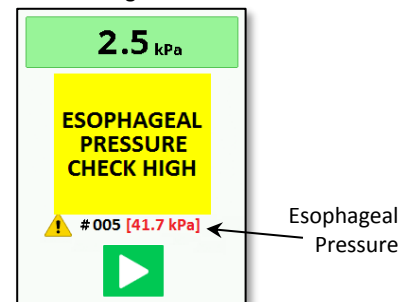 2.5 kPa
ESOPHAGEAL
PRESSURE
CHECK HIGH
#005 [41.7 kPa]
Esophageal
Pressure